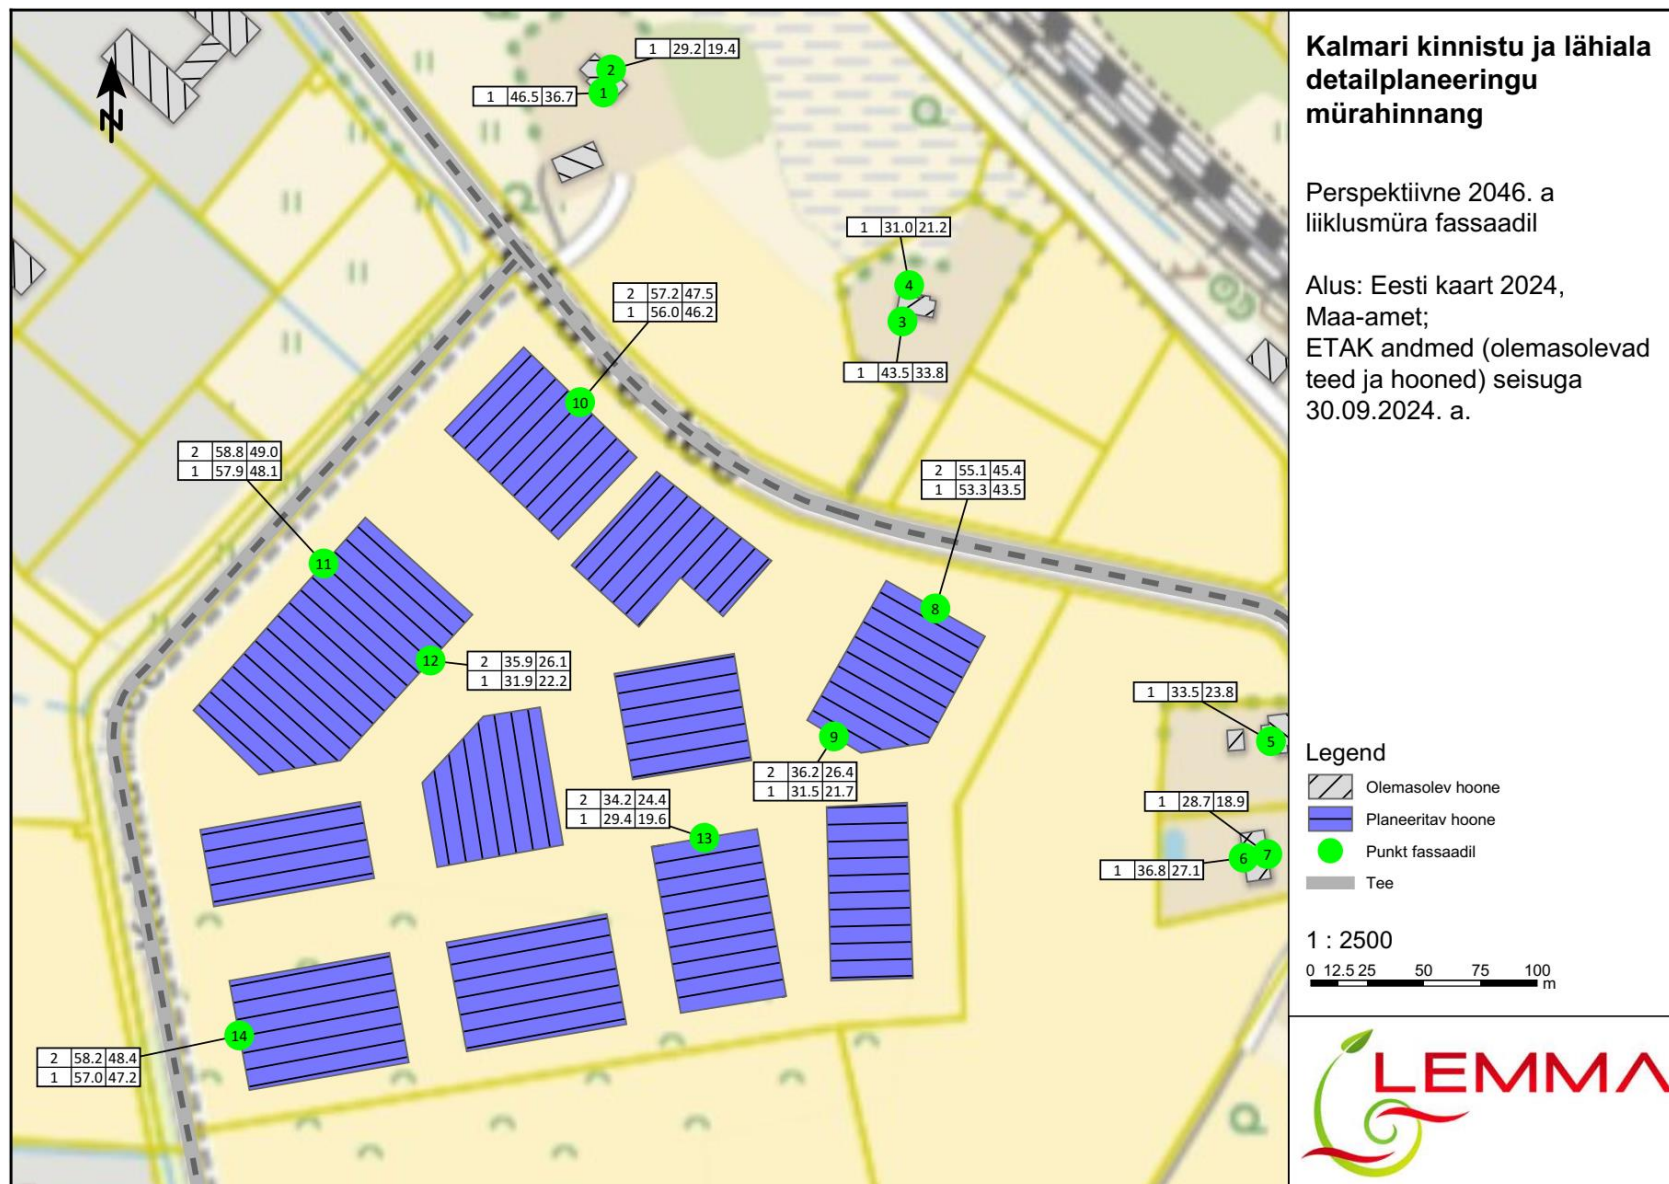 Kalmari kinnistu ja lähiala
detailplaneeringu
mürahinnang
Perspektiivne 2046. a
liiklusmüra fassaadil
Alus: Eesti kaart 2024,
Maa-amet;
ETAK andmed (olemasolevad
teed ja hooned) seisuga
30.09.2024. a.
N
1 29.2 19.4
2
1 46.5 36.7
1
1 31.0 21.2
4
3
1 43.5 33.8
2 57.2 47.5
1 56.0 46.2
10
2 58.8 49.0
1 57.9 48.1
11
2 55.1 45.4
1 53.3 43.5
8
12
2 35.9 26.1
1 31.9 22.2
1 33.5 23.8
5
9
2 36.2 26.4
1 31.5 21.7
2 34.2 24.4
1 29.4 19.6
13
1 28.7 18.9
7
6
1 36.8 27.1
14
2 58.2 48.4
1 57.0 47.2
Legend
Olemasolev hoone
Planeeritav hoone
Punkt fassaadil
Tee
1 : 2500
0 12.5 25 50 75 100
m
LEMMA